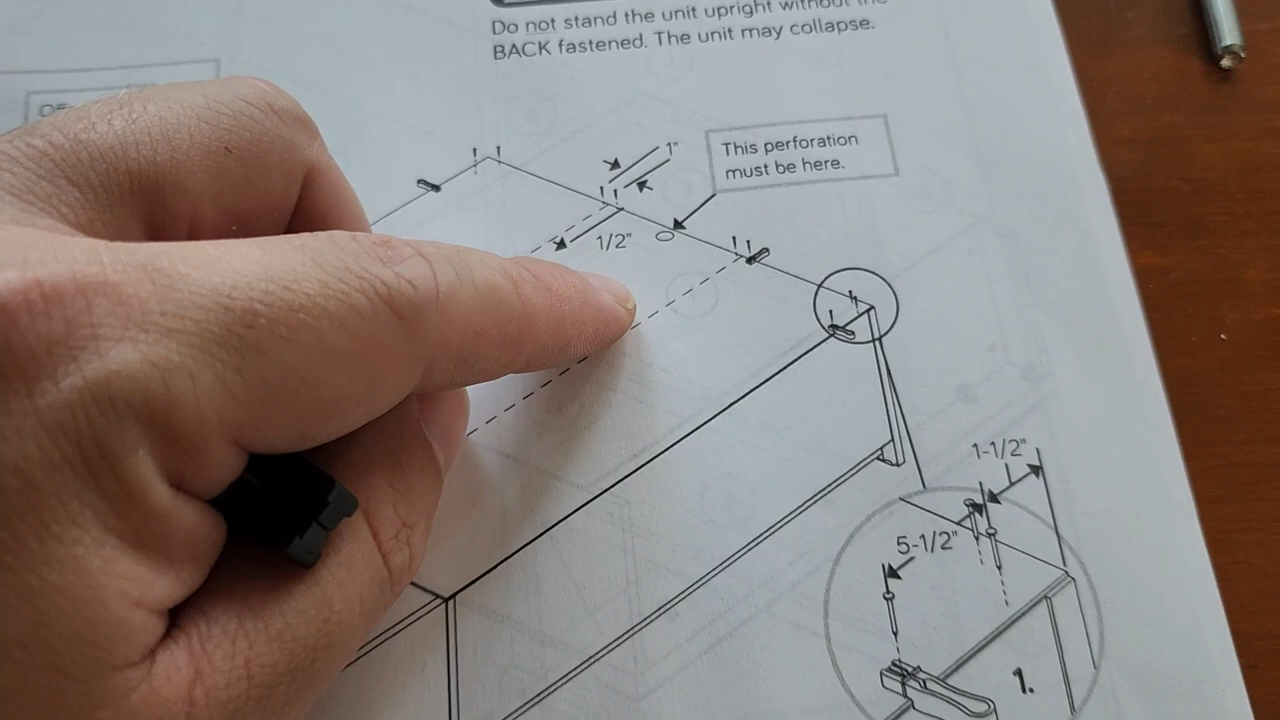 Do not stand the unit upright without the
BACK fastened. The unit may collapse.
1"
This perforation
must be here.
1/2"
1-1/2"
5-1/2"
1.